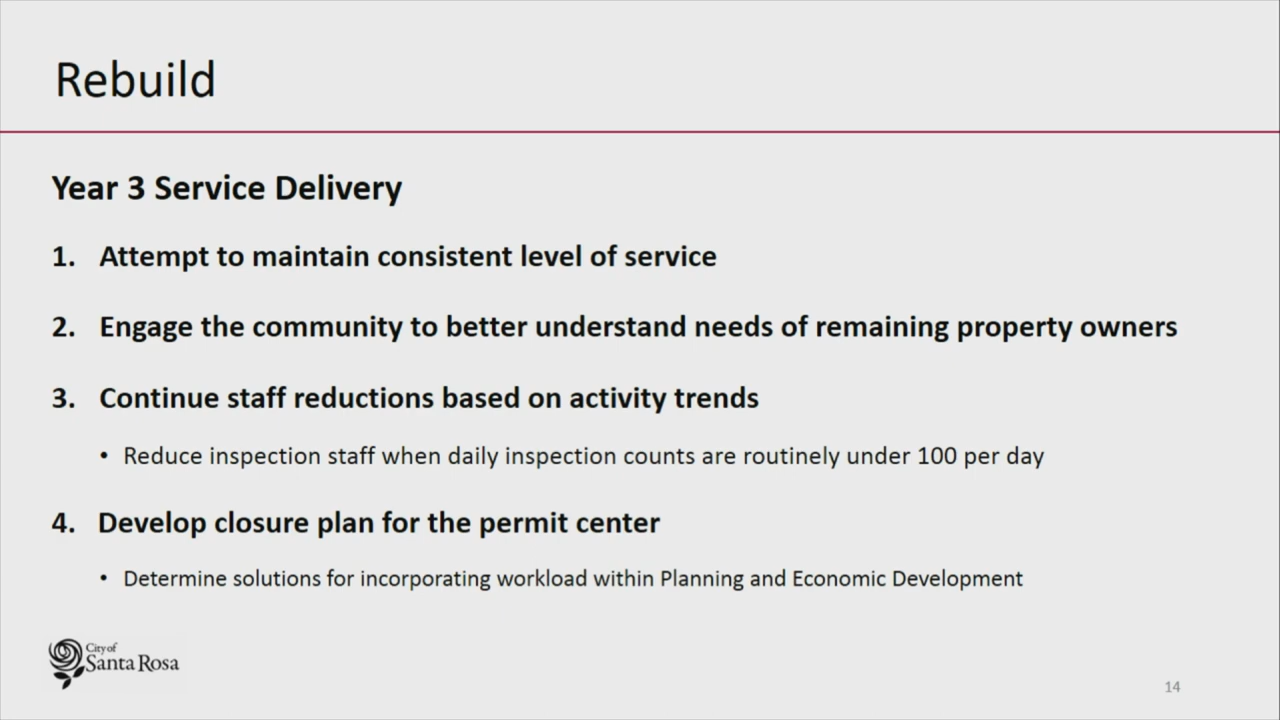 Rebuild
Year 3 Service Delivery
1. Attempt to maintain consistent level of service
2. Engage the community to better understand needs of remaining property owners
3. Continue staff reductions based on activity trends
• Reduce inspection staff when daily inspection counts are routinely under 100 per day
4. Develop closure plan for the permit center
• Determine solutions for incorporating workload within Planning and Economic Development
City of
Santa Rosa
14